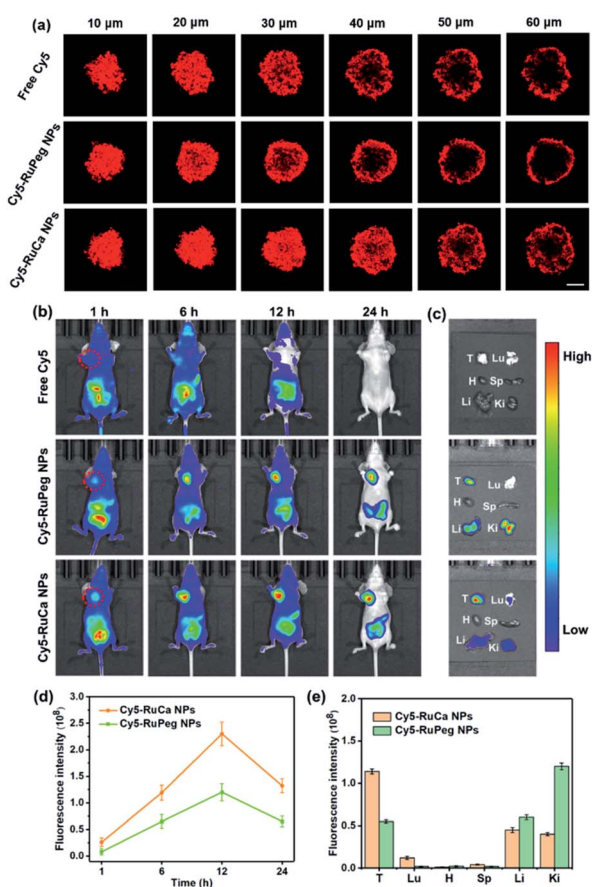 (a)
10 µm 20 µm 30 µm 40 µm 50 µm 60 µm
Free Cy5
Cy5-RuPeg NPs
Cy5-RuCa NPs
(b) 1 h 6 h 12 h 24 h (c)
Free Cy5
T Lu
H Sp
Li Ki
Cy5-RuPeg NPs
T Lu
H Sp
Li Ki
Cy5-RuCa NPs
T Lu
H Sp
Li Ki
High
Low
(d)
Fluorescence intensity (10⁸)
3.0
2.5
2.0
1.5
1.0
0.5
0.0
Cy5-RuCa NPs
Cy5-RuPeg NPs
1 6 12 24
Time (h)
(e)
Fluorescence intensity (10⁸)
2.0
1.5
1.0
0.5
0.0
Cy5-RuCa NPs
Cy5-RuPeg NPs
T Lu H Sp Li Ki